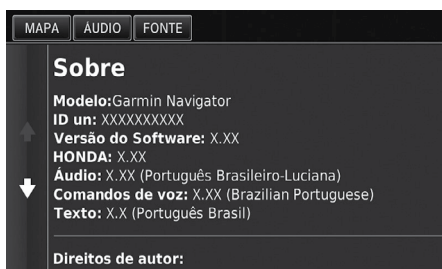 MAPA ÁUDIO FONTE
Sobre
Modelo:Garmin Navigator
ID un: XXXXXXXXXX
Versão do Software: X.XX
HONDA: X.XX
Áudio: X.XX (Português Brasileiro-Luciana)
Comandos de voz: X.XX (Brazilian Portuguese)
Texto: X.X (Português Brasil)
Direitos de autor: